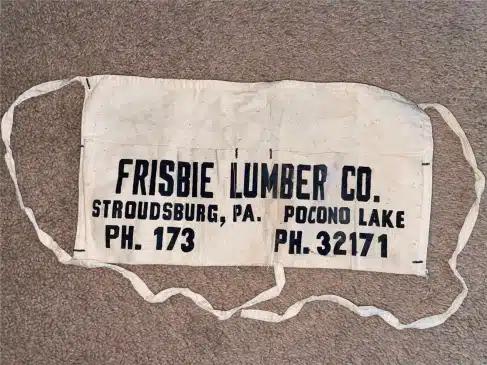 FRISBIE LUMBER CO.
STROUDSBURG, PA. POCONO LAKE
PH. 173 PH. 32171